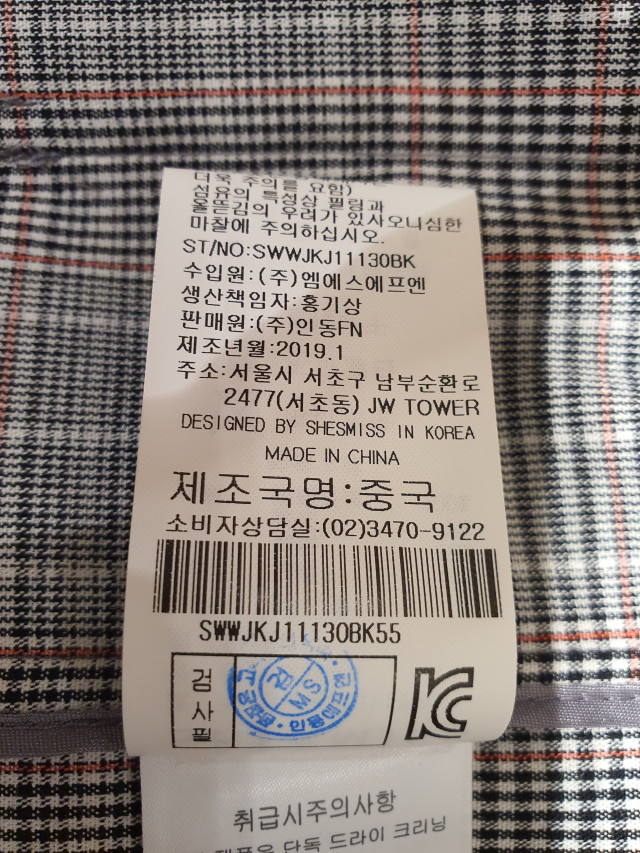 더욱 주의를 요함)
섬유의 특성상 필링과
올뜯김의 우려가 있사오니심한
마찰에 주의하십시오.
ST/NO:SWWJKJ11130BK
수입원:(주)엠에스에프엔
생산책임자:홍기상
판매원:(주)인동FN
제조년월:2019.1
주소:서울시 서초구 남부순환로
2477(서초동) JW TOWER
DESIGNED BY SHESMISS IN KOREA
MADE IN CHINA
제조국명:중국
소비자상담실:(02)3470-9122
SWWJKJ11130BK55
검사필
검
MS
인동에프엔
KC
취급시주의사항
단독 드라이 크리닝